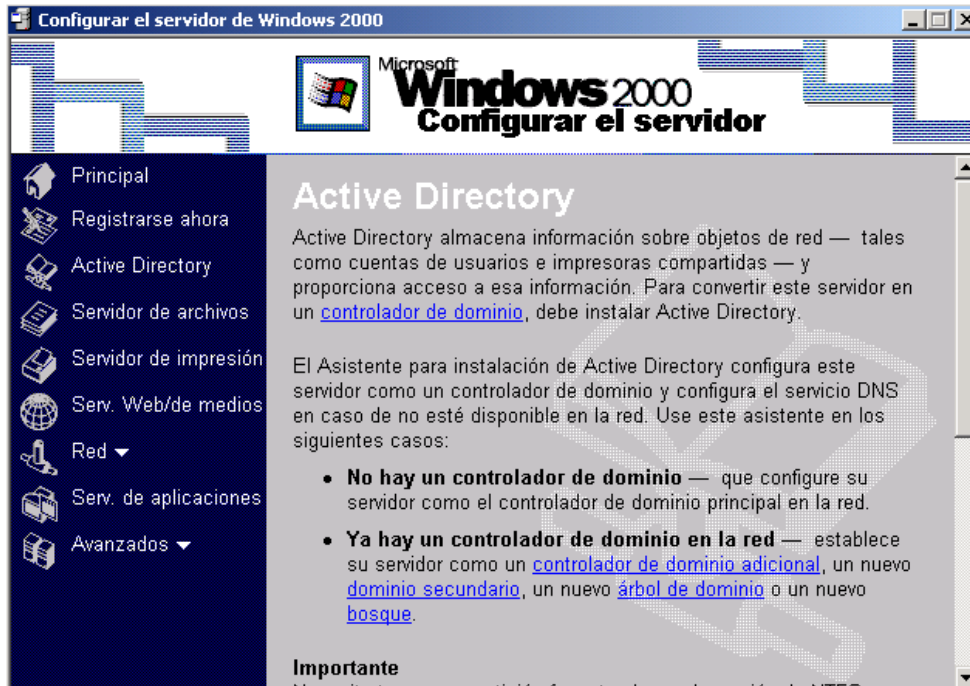 Configurar el servidor de Windows 2000
Microsoft
Windows 2000
Configurar el servidor
Principal
Registrarse ahora
Active Directory
Servidor de archivos
Servidor de impresión
Serv. Web/de medios
Red
Serv. de aplicaciones
Avanzados
Active Directory
Active Directory almacena información sobre objetos de red — tales
como cuentas de usuarios e impresoras compartidas — y
proporciona acceso a esa información. Para convertir este servidor en
un controlador de dominio, debe instalar Active Directory.
El Asistente para instalación de Active Directory configura este
servidor como un controlador de dominio y configura el servicio DNS
en caso de no esté disponible en la red. Use este asistente en los
siguientes casos:
• No hay un controlador de dominio — que configure su
servidor como el controlador de dominio principal en la red.
• Ya hay un controlador de dominio en la red — establece
su servidor como un controlador de dominio adicional, un nuevo
dominio secundario, un nuevo árbol de dominio o un nuevo
bosque.
Importante